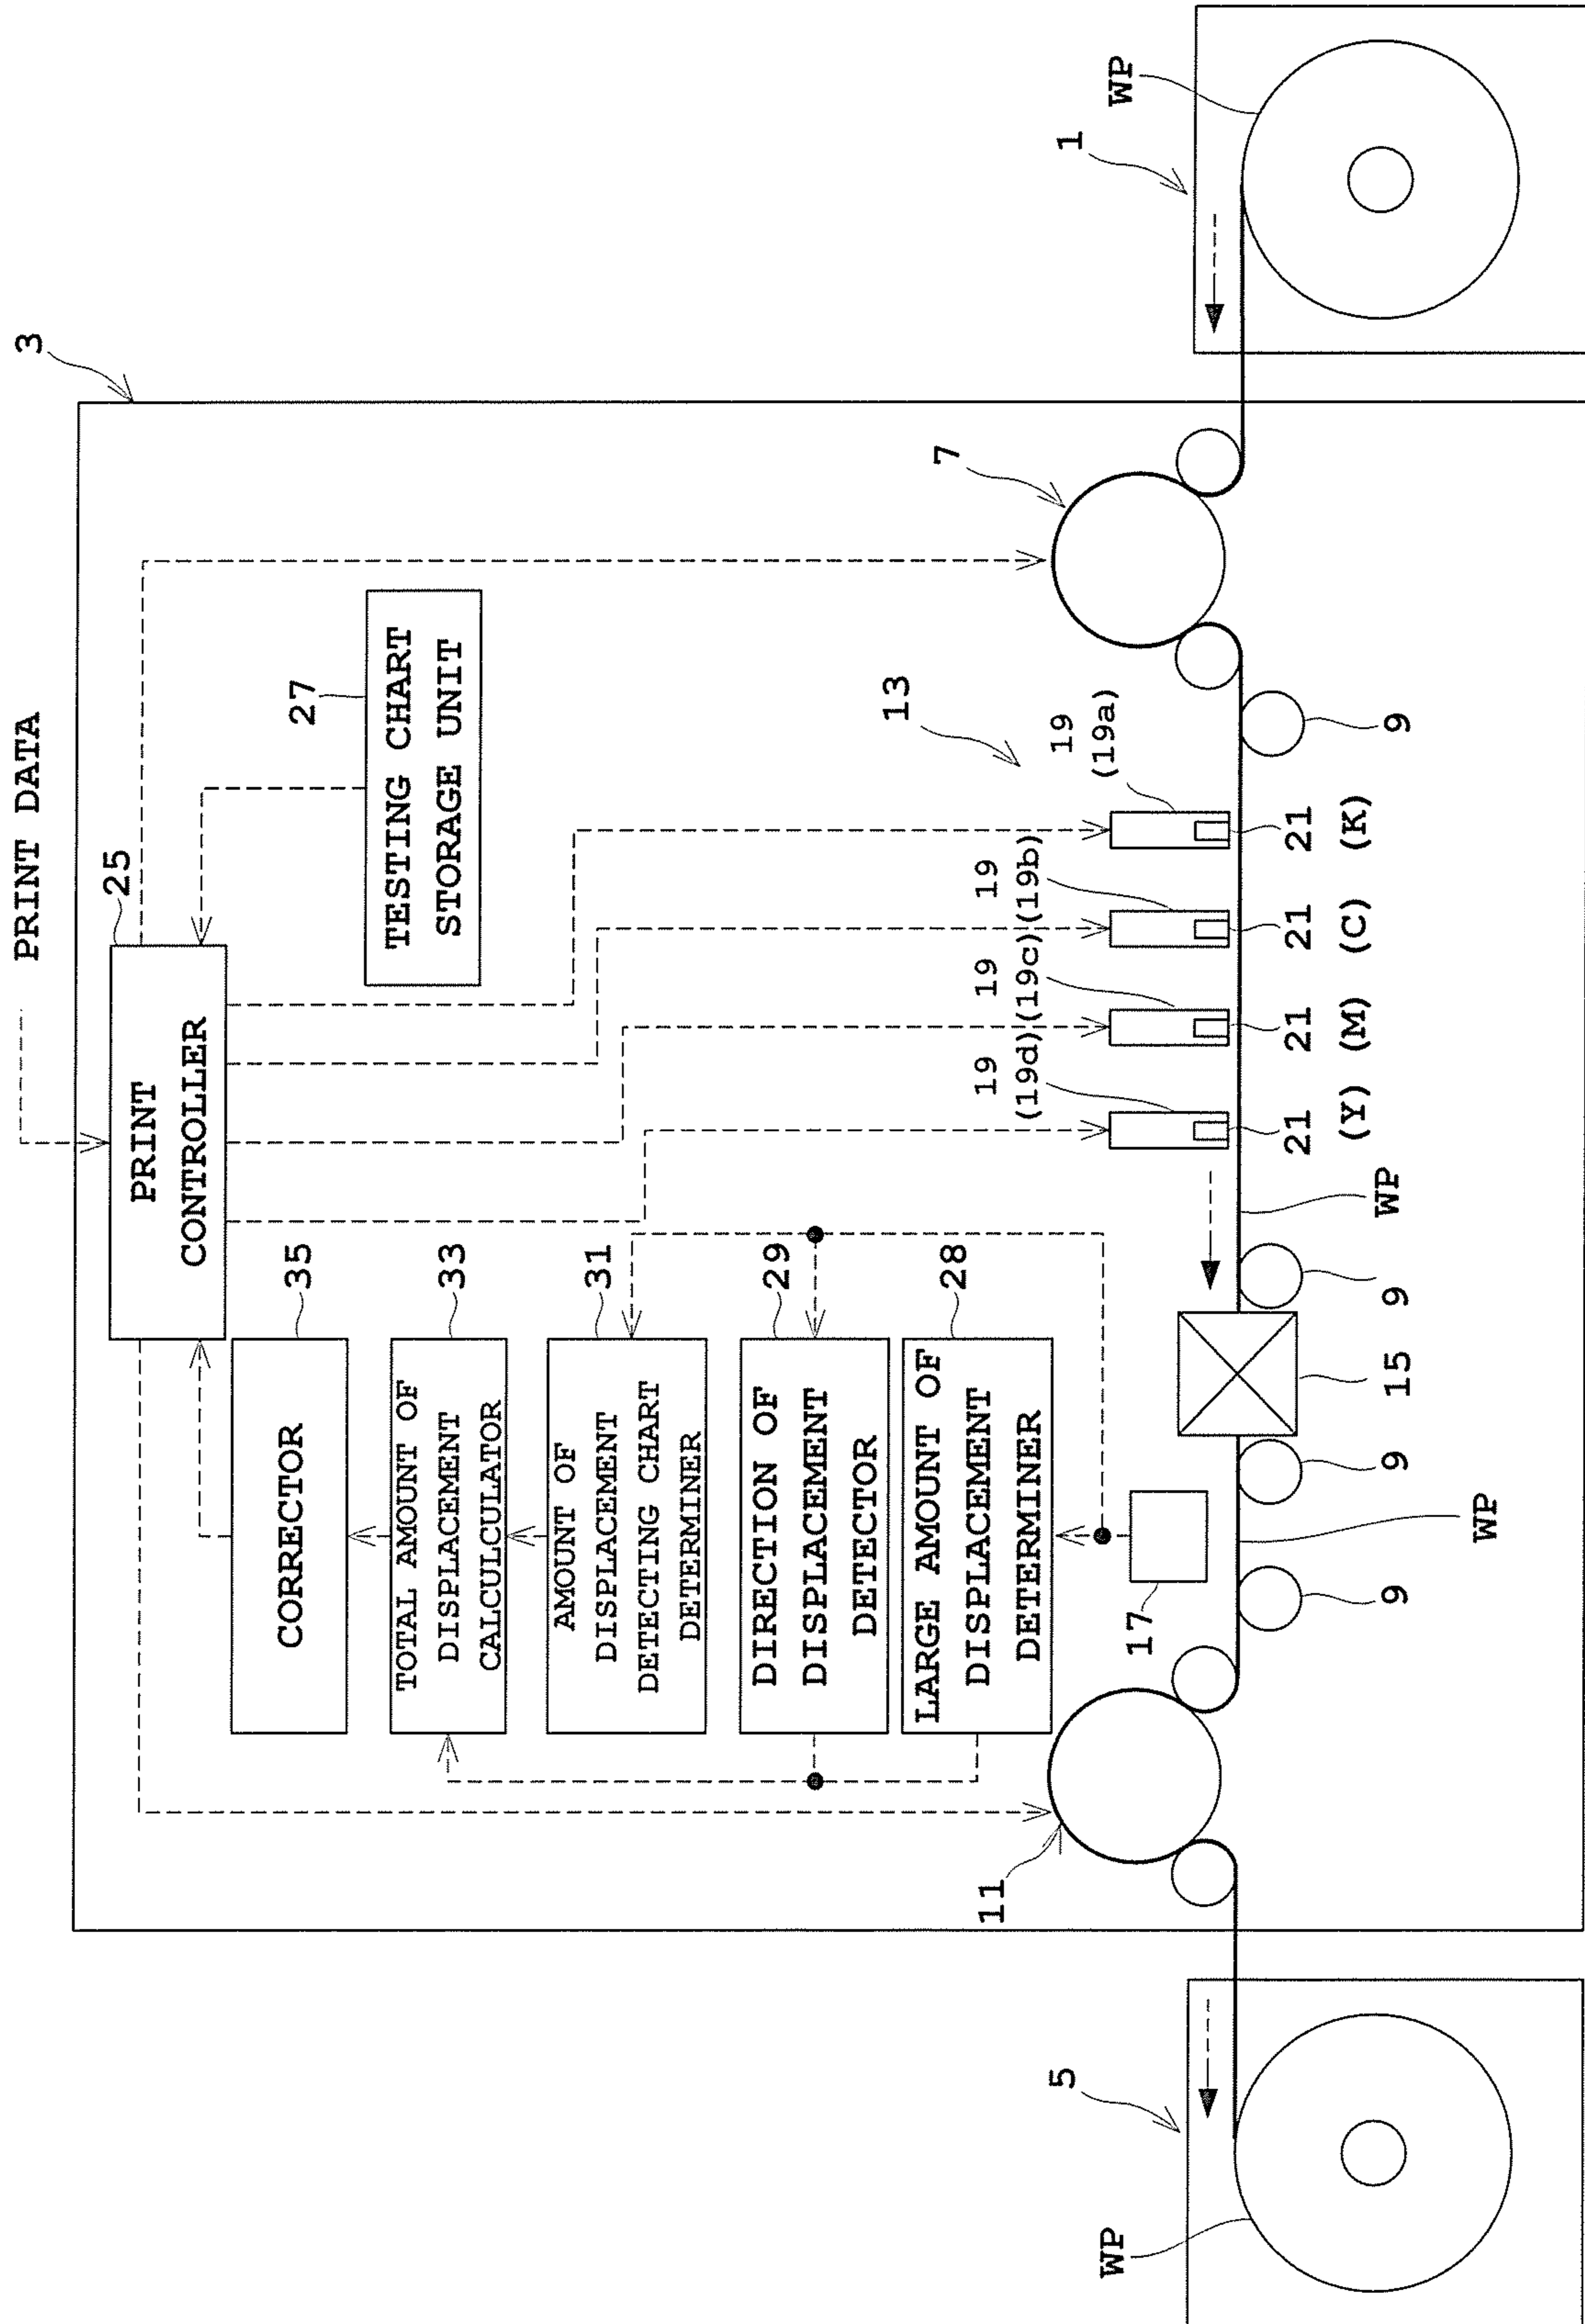 PRINT DATA
3
25
PRINT
CONTROLLER
27
TESTING CHART
STORAGE UNIT
35
CORRECTOR
33
TOTAL AMOUNT OF
DISPLACEMENT
CALCULCULATOR
31
AMOUNT OF
DISPLACEMENT
DETECTING CHART
DETERMINER
29
DIRECTION OF
DISPLACEMENT
DETECTOR
28
LARGE AMOUNT OF
DISPLACEMENT
DETERMINER
13
7
1
WP
5
WP
11
17
19
(19d)
19
(19c)
19
(19b)
19
(19a)
9
WP
9
15
9
WP
21
(Y)
21
(M)
21
(C)
21
(K)
9